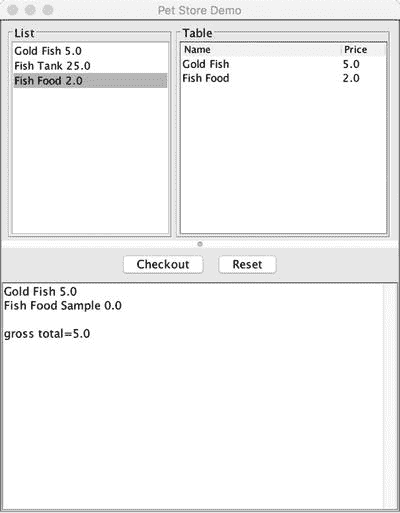 Pet Store Demo
List
Gold Fish 5.0
Fish Tank 25.0
Fish Food 2.0
Table
Name Price
Gold Fish 5.0
Fish Food 2.0
Checkout Reset
Gold Fish 5.0
Fish Food Sample 0.0
gross total=5.0